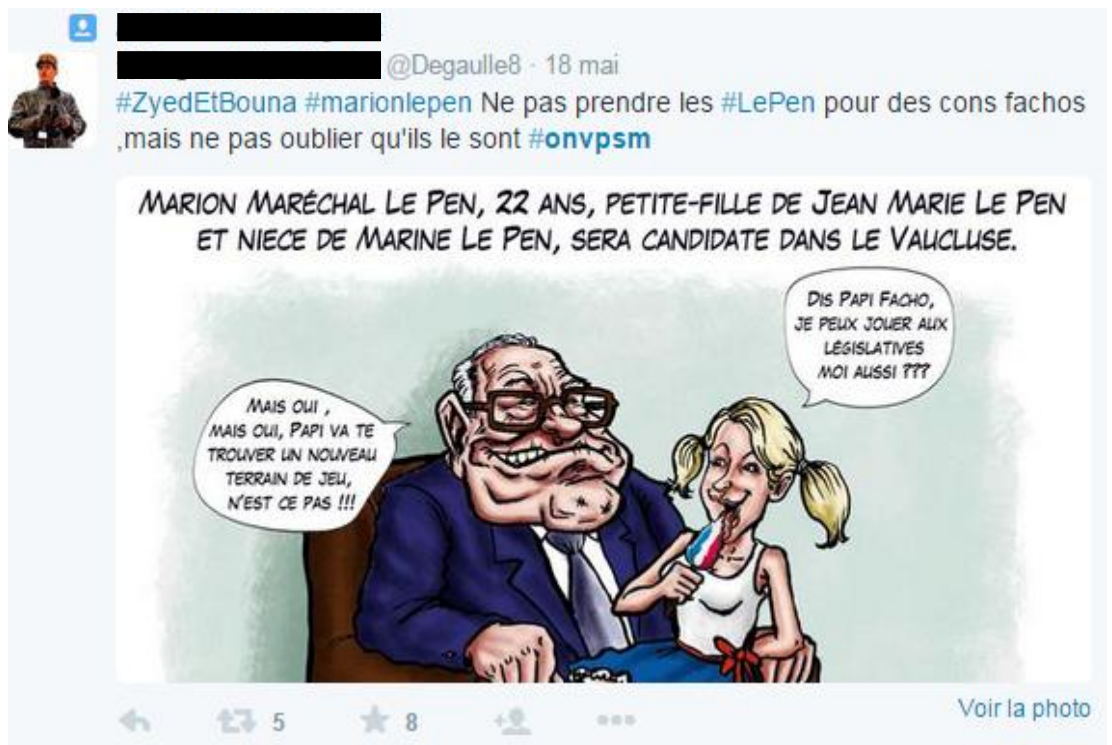 @Degaulle8 · 18 mai
#ZyedEtBouna #marionlepen Ne pas prendre les #LePen pour des cons fachos
,mais ne pas oublier qu'ils le sont #onvpsm
MARION MARÉCHAL LE PEN, 22 ANS, PETITE-FILLE DE JEAN MARIE LE PEN
ET NIECE DE MARINE LE PEN, SERA CANDIDATE DANS LE VAUCLUSE.
DIS PAPI FACHO,
JE PEUX JOUER AUX
LÉGISLATIVES
MOI AUSSI ???
MAIS OUI ,
MAIS OUI, PAPI VA TE
TROUVER UN NOUVEAU
TERRAIN DE JEU,
N'EST CE PAS !!!
5
8
Voir la photo